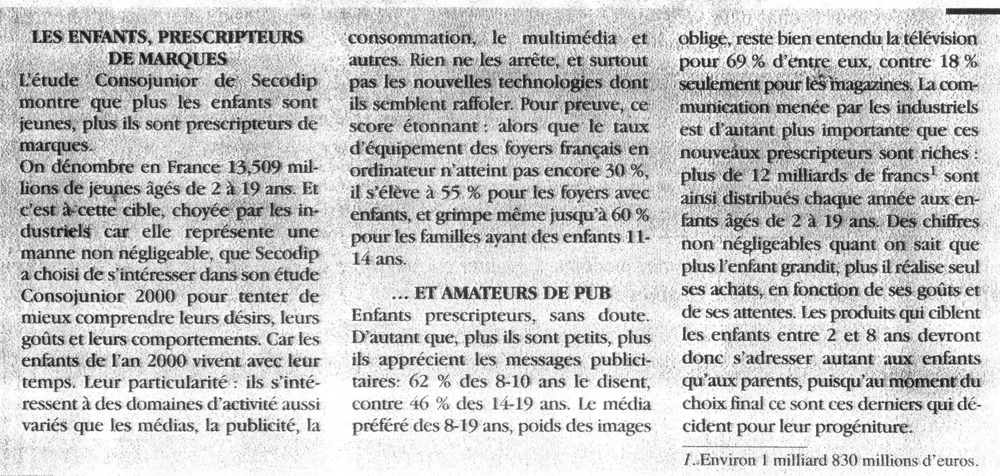 LES ENFANTS, PRESCRIPTEURS
DE MARQUES
L'étude Consojunior de Secodip
montre que plus les enfants sont
jeunes, plus ils sont prescripteurs de
marques.
On dénombre en France 13,509 mil-
lions de jeunes âgés de 2 à 19 ans. Et
c'est à cette cible, choyée par les in-
dustriels car elle représente une
manne non négligeable, que Secodip
a choisi de s'intéresser dans son étude
Consojunior 2000 pour tenter de
mieux comprendre leurs désirs, leurs
goûts et leurs comportements. Car les
enfants de l'an 2000 vivent avec leur
temps. Leur particularité : ils s'inté-
ressent à des domaines d'activité aussi
variés que les médias, la publicité, la
consommation, le multimédia et
autres. Rien ne les arrête, et surtout
pas les nouvelles technologies dont
ils semblent raffoler. Pour preuve, ce
score étonnant : alors que le taux
d'équipement des foyers français en
ordinateur n'atteint pas encore 30 %,
il s'élève à 55 % pour les foyers avec
enfants, et grimpe même jusqu'à 60 %
pour les familles ayant des enfants 11-
14 ans.
... ET AMATEURS DE PUB
Enfants prescripteurs, sans doute.
D'autant que, plus ils sont petits, plus
ils apprécient les messages publici-
taires: 62 % des 8-10 ans le disent,
contre 46 % des 14-19 ans. Le média
préféré des 8-19 ans, poids des images
oblige, reste bien entendu la télévision
pour 69 % d'entre eux, contre 18 %
seulement pour les magazines. La com-
munication menée par les industriels
est d'autant plus importante que ces
nouveaux prescripteurs sont riches :
plus de 12 milliards de francs¹ sont
ainsi distribués chaque année aux en-
fants âgés de 2 à 19 ans. Des chiffres
non négligeables quant on sait que
plus l'enfant grandit, plus il réalise seul
ses achats, en fonction de ses goûts et
de ses attentes. Les produits qui ciblent
les enfants entre 2 et 8 ans devront
donc s'adresser autant aux enfants
qu'aux parents, puisqu'au moment du
choix final ce sont ces derniers qui dé-
cident pour leur progéniture.
1. Environ 1 milliard 830 millions d'euros.